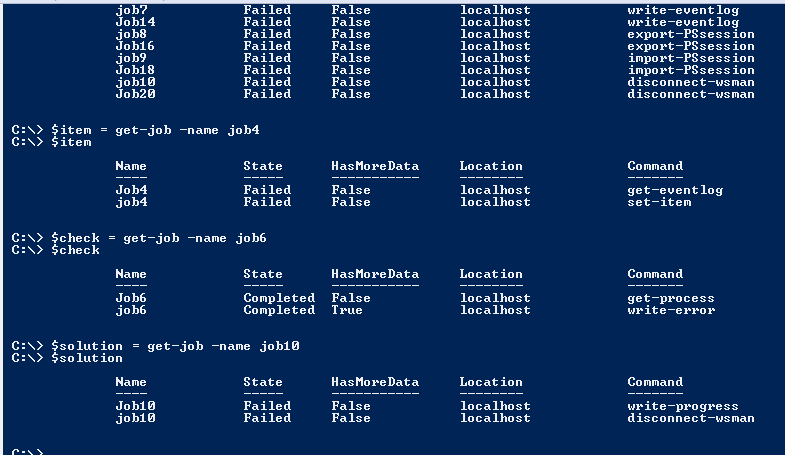 job7 Failed False localhost write-eventlog
Job14 Failed False localhost write-eventlog
job8 Failed False localhost export-PSsession
Job16 Failed False localhost export-PSsession
job9 Failed False localhost import-PSsession
Job18 Failed False localhost import-PSsession
job10 Failed False localhost disconnect-wsman
Job20 Failed False localhost disconnect-wsman
C:\> $item = get-job -name job4
C:\> $item
Name State HasMoreData Location Command
---- ----- ----------- -------- -------
Job4 Failed False localhost get-eventlog
job4 Failed False localhost set-item
C:\> $check = get-job -name job6
C:\> $check
Name State HasMoreData Location Command
---- ----- ----------- -------- -------
Job6 Completed False localhost get-process
job6 Completed True localhost write-error
C:\> $solution = get-job -name job10
C:\> $solution
Name State HasMoreData Location Command
---- ----- ----------- -------- -------
Job10 Failed False localhost write-progress
job10 Failed False localhost disconnect-wsman
C:\>